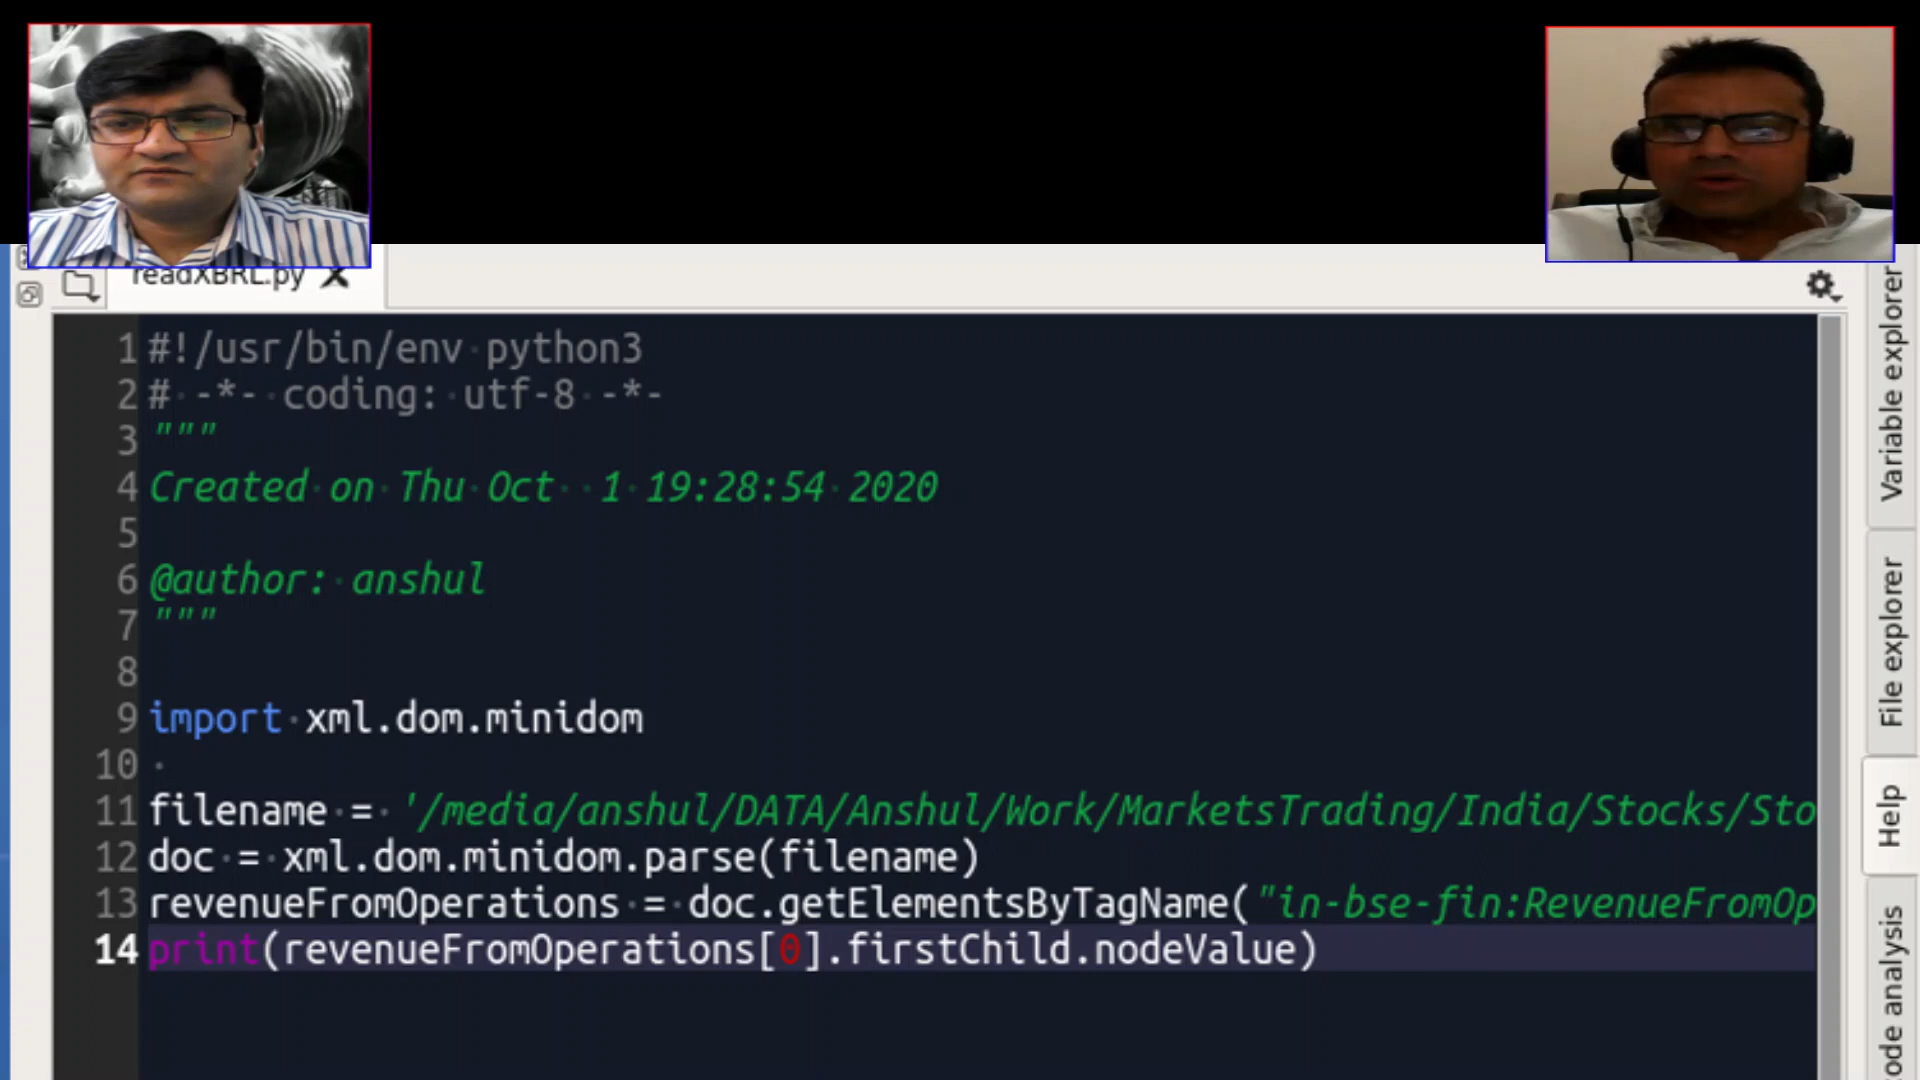 readXBRL.py
1 #!/usr/bin/env python3
2 # -*- coding: utf-8 -*-
3 """
4 Created on Thu Oct  1 19:28:54 2020
5
6 @author: anshul
7 """
8
9 import xml.dom.minidom
10
11 filename = '/media/anshul/DATA/Anshul/Work/MarketsTrading/India/Stocks/Sto
12 doc = xml.dom.minidom.parse(filename)
13 revenueFromOperations = doc.getElementsByTagName("in-bse-fin:RevenueFromOp
14 print(revenueFromOperations[0].firstChild.nodeValue)
Variable explorer
File explorer
Help
ode analysis